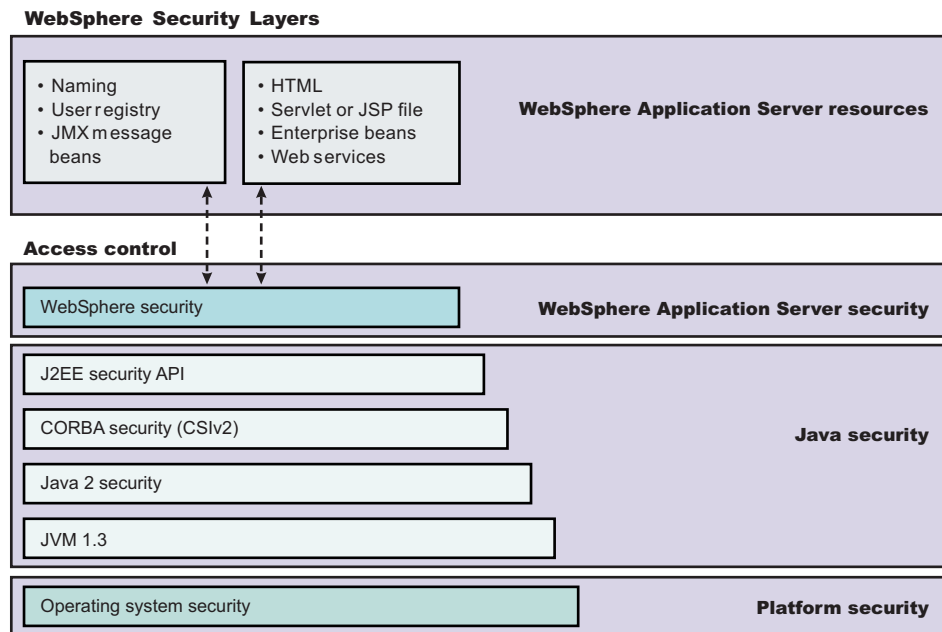 WebSphere Security Layers
• Naming
• User registry
• JMX message
beans
• HTML
• Servlet or JSP file
• Enterprise beans
• Web services
WebSphere Application Server resources
Access control
WebSphere security
WebSphere Application Server security
J2EE security API
CORBA security (CSIv2)
Java 2 security
JVM 1.3
Java security
Operating system security
Platform security